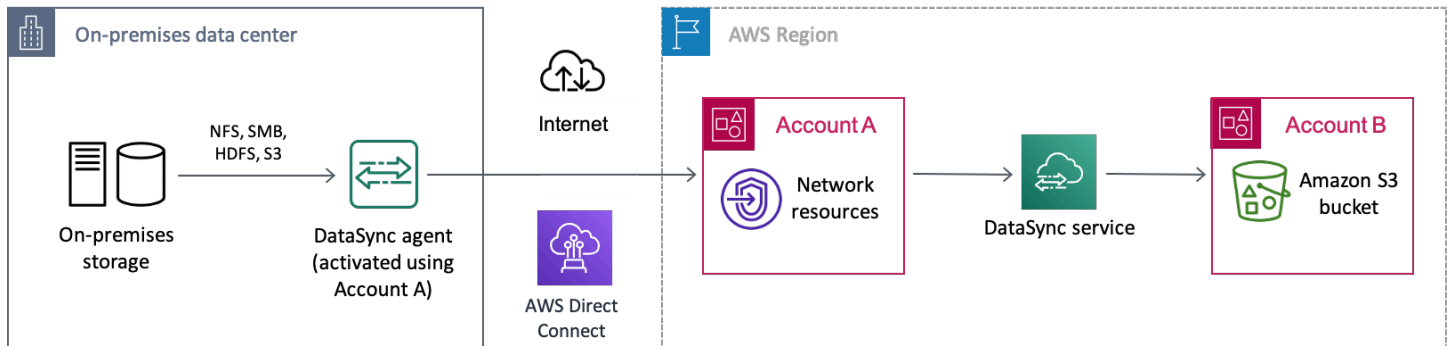 On-premises data center
NFS, SMB,
HDFS, S3
On-premises
storage
DataSync agent
(activated using
Account A)
Internet
AWS Direct
Connect
AWS Region
Account A
Network
resources
DataSync service
Account B
Amazon S3
bucket